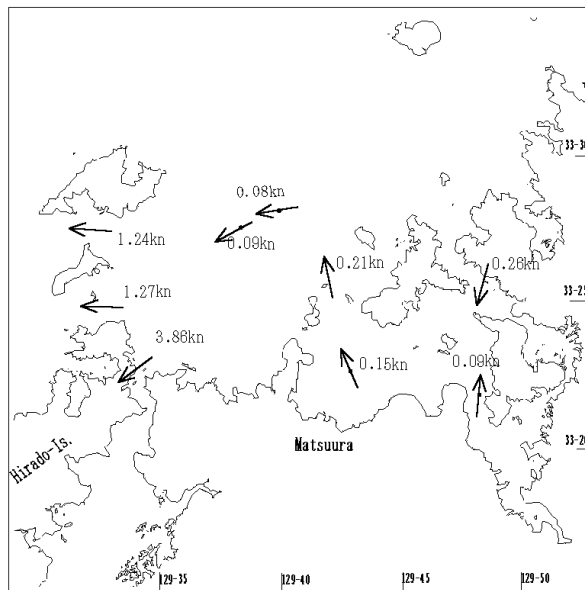 33-30
0.08kn
1.24kn
0.09kn
0.21kn
0.26kn
1.27kn
33-25
3.86kn
0.15kn
0.09kn
Hirado-Is.
Matsuura
33-20
129-35
129-40
129-45
129-50